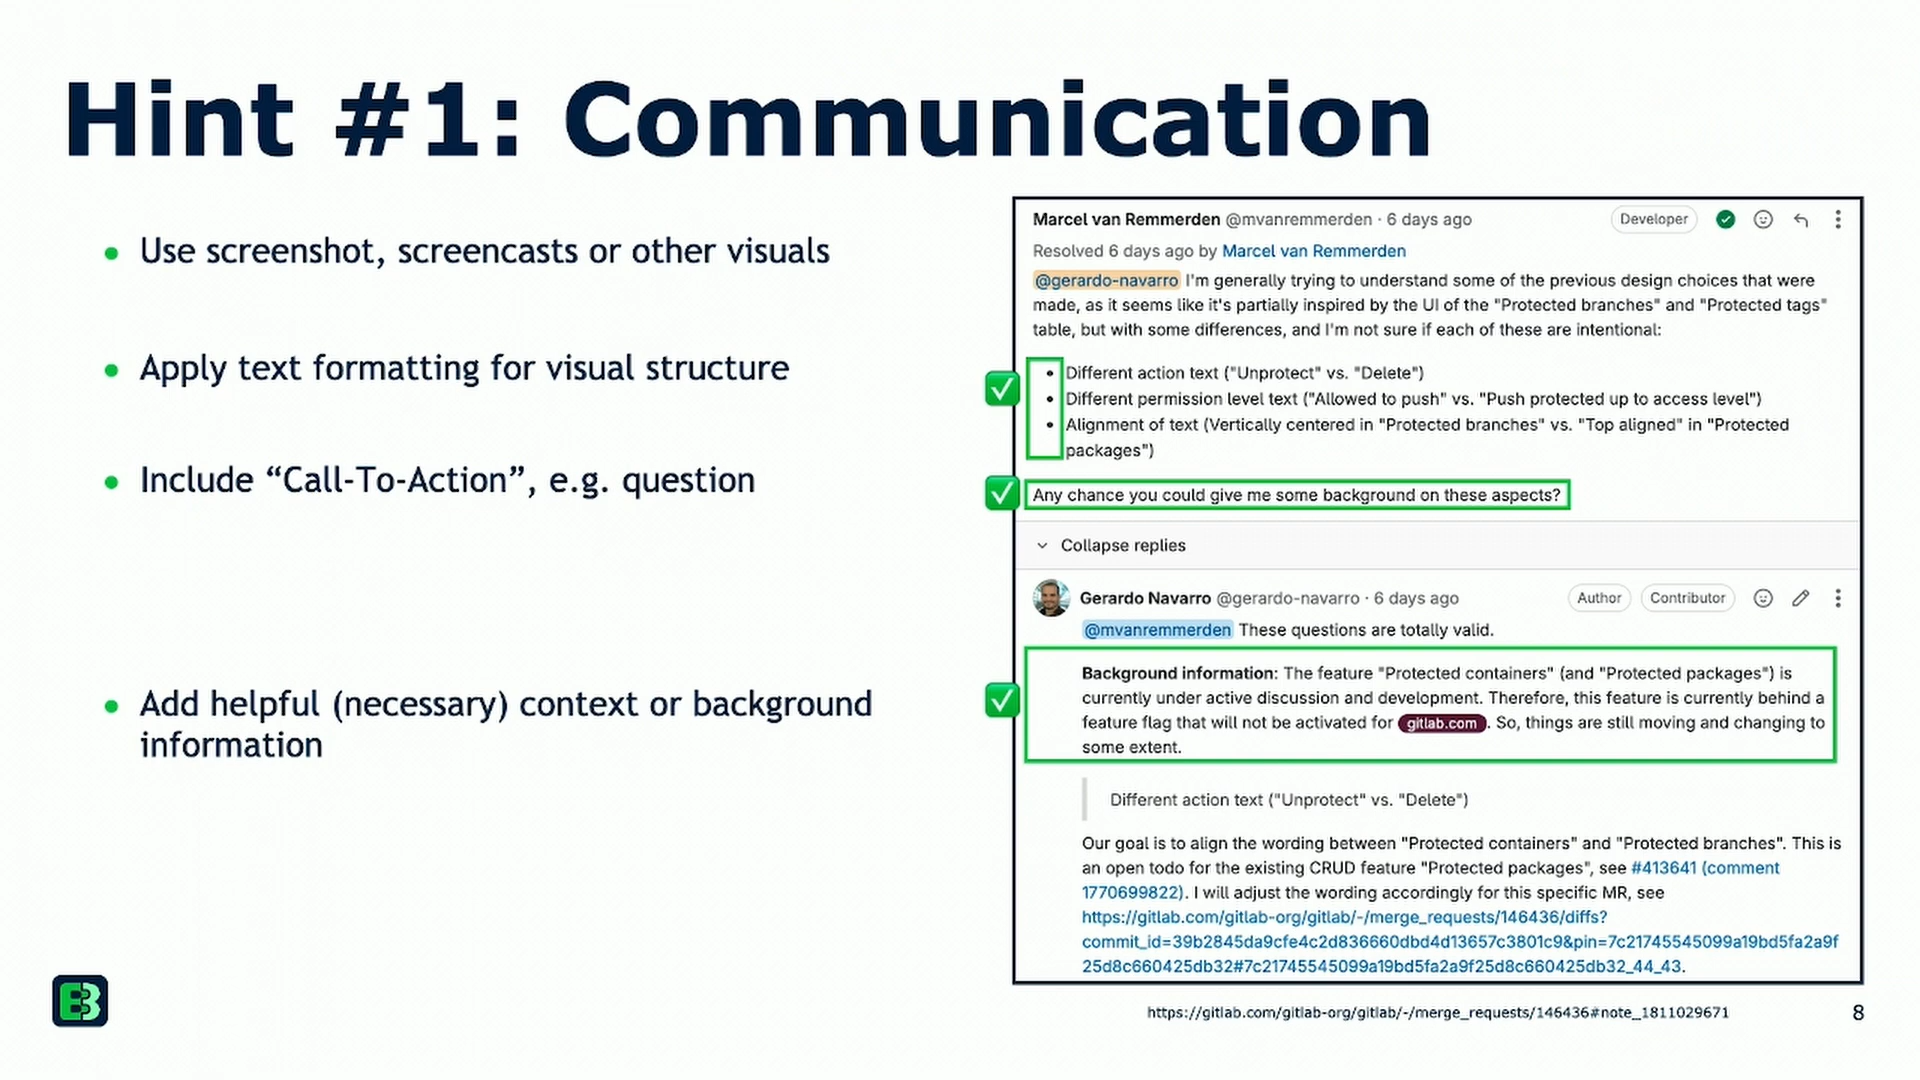 Hint #1: Communication
• Use screenshot, screencasts or other visuals
• Apply text formatting for visual structure
• Include “Call-To-Action”, e.g. question
• Add helpful (necessary) context or background
information
Marcel van Remmerden @mvanremmerden · 6 days ago
Developer
Resolved 6 days ago by Marcel van Remmerden
@gerardo-navarro I'm generally trying to understand some of the previous design choices that were
made, as it seems like it's partially inspired by the UI of the "Protected branches" and "Protected tags"
table, but with some differences, and I'm not sure if each of these are intentional:
• Different action text ("Unprotect" vs. "Delete")
• Different permission level text ("Allowed to push" vs. "Push protected up to access level")
• Alignment of text (Vertically centered in "Protected branches" vs. "Top aligned" in "Protected
packages")
Any chance you could give me some background on these aspects?
Collapse replies
Gerardo Navarro @gerardo-navarro · 6 days ago
Author
Contributor
@mvanremmerden These questions are totally valid.
Background information: The feature "Protected containers" (and "Protected packages") is
currently under active discussion and development. Therefore, this feature is currently behind a
feature flag that will not be activated for gitlab.com . So, things are still moving and changing to
some extent.
Different action text ("Unprotect" vs. "Delete")
Our goal is to align the wording between "Protected containers" and "Protected branches". This is
an open todo for the existing CRUD feature "Protected packages", see #413641 (comment
1770699822). I will adjust the wording accordingly for this specific MR, see
https://gitlab.com/gitlab-org/gitlab/-/merge_requests/146436/diffs?
commit_id=39b2845da9cfe4c2d836660dbd4d13657c3801c9&pin=7c21745545099a19bd5fa2a9f
25d8c660425db32#7c21745545099a19bd5fa2a9f25d8c660425db32_44_43.
https://gitlab.com/gitlab-org/gitlab/-/merge_requests/146436#note_1811029671
8